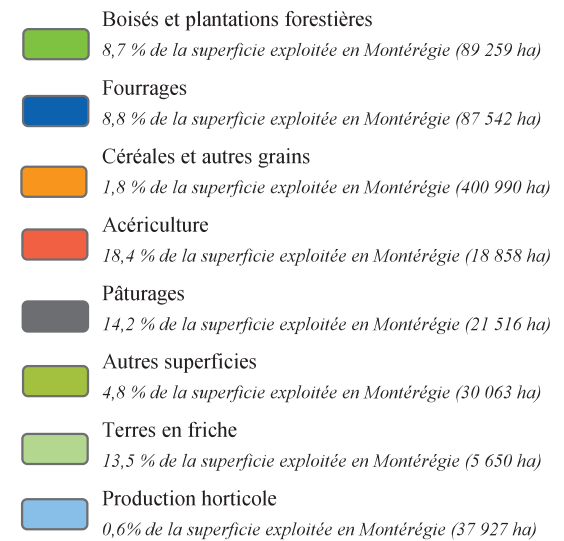 Boisés et plantations forestières
8,7 % de la superficie exploitée en Montérégie (89 259 ha)
Fourrages
8,8 % de la superficie exploitée en Montérégie (87 542 ha)
Céréales et autres grains
1,8 % de la superficie exploitée en Montérégie (400 990 ha)
Acériculture
18,4 % de la superficie exploitée en Montérégie (18 858 ha)
Pâturages
14,2 % de la superficie exploitée en Montérégie (21 516 ha)
Autres superficies
4,8 % de la superficie exploitée en Montérégie (30 063 ha)
Terres en friche
13,5 % de la superficie exploitée en Montérégie (5 650 ha)
Production horticole
0,6% de la superficie exploitée en Montérégie (37 927 ha)